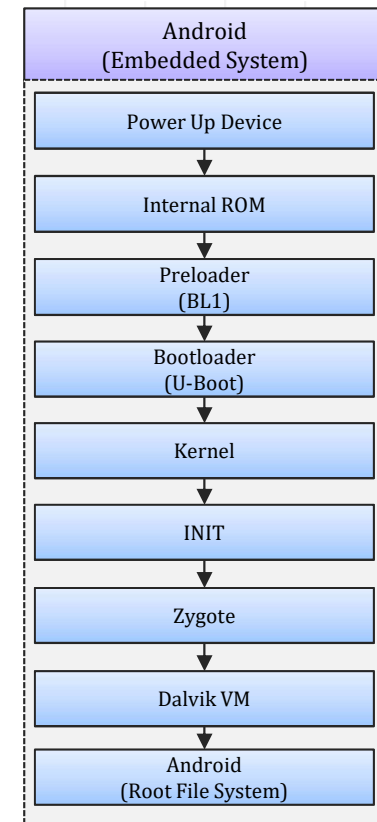 Android
(Embedded System)
Power Up Device
Internal ROM
Preloader
(BL1)
Bootloader
(U-Boot)
Kernel
INIT
Zygote
Dalvik VM
Android
(Root File System)